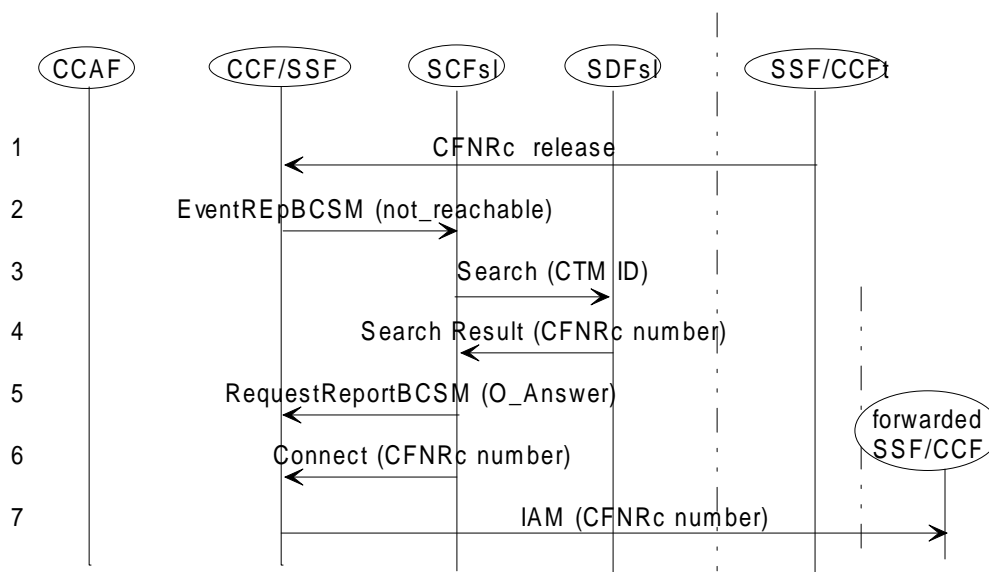 CCAF CCF/SSF SCFsl SDFsl SSF/CCFt
1 CFNRc release
2 EventREpBCSM (not_reachable)
3 Search (CTM ID)
4 Search Result (CFNRc number)
5 RequestReportBCSM (O_Answer)
forwarded
SSF/CCF
6 Connect (CFNRc number)
7 IAM (CFNRc number)